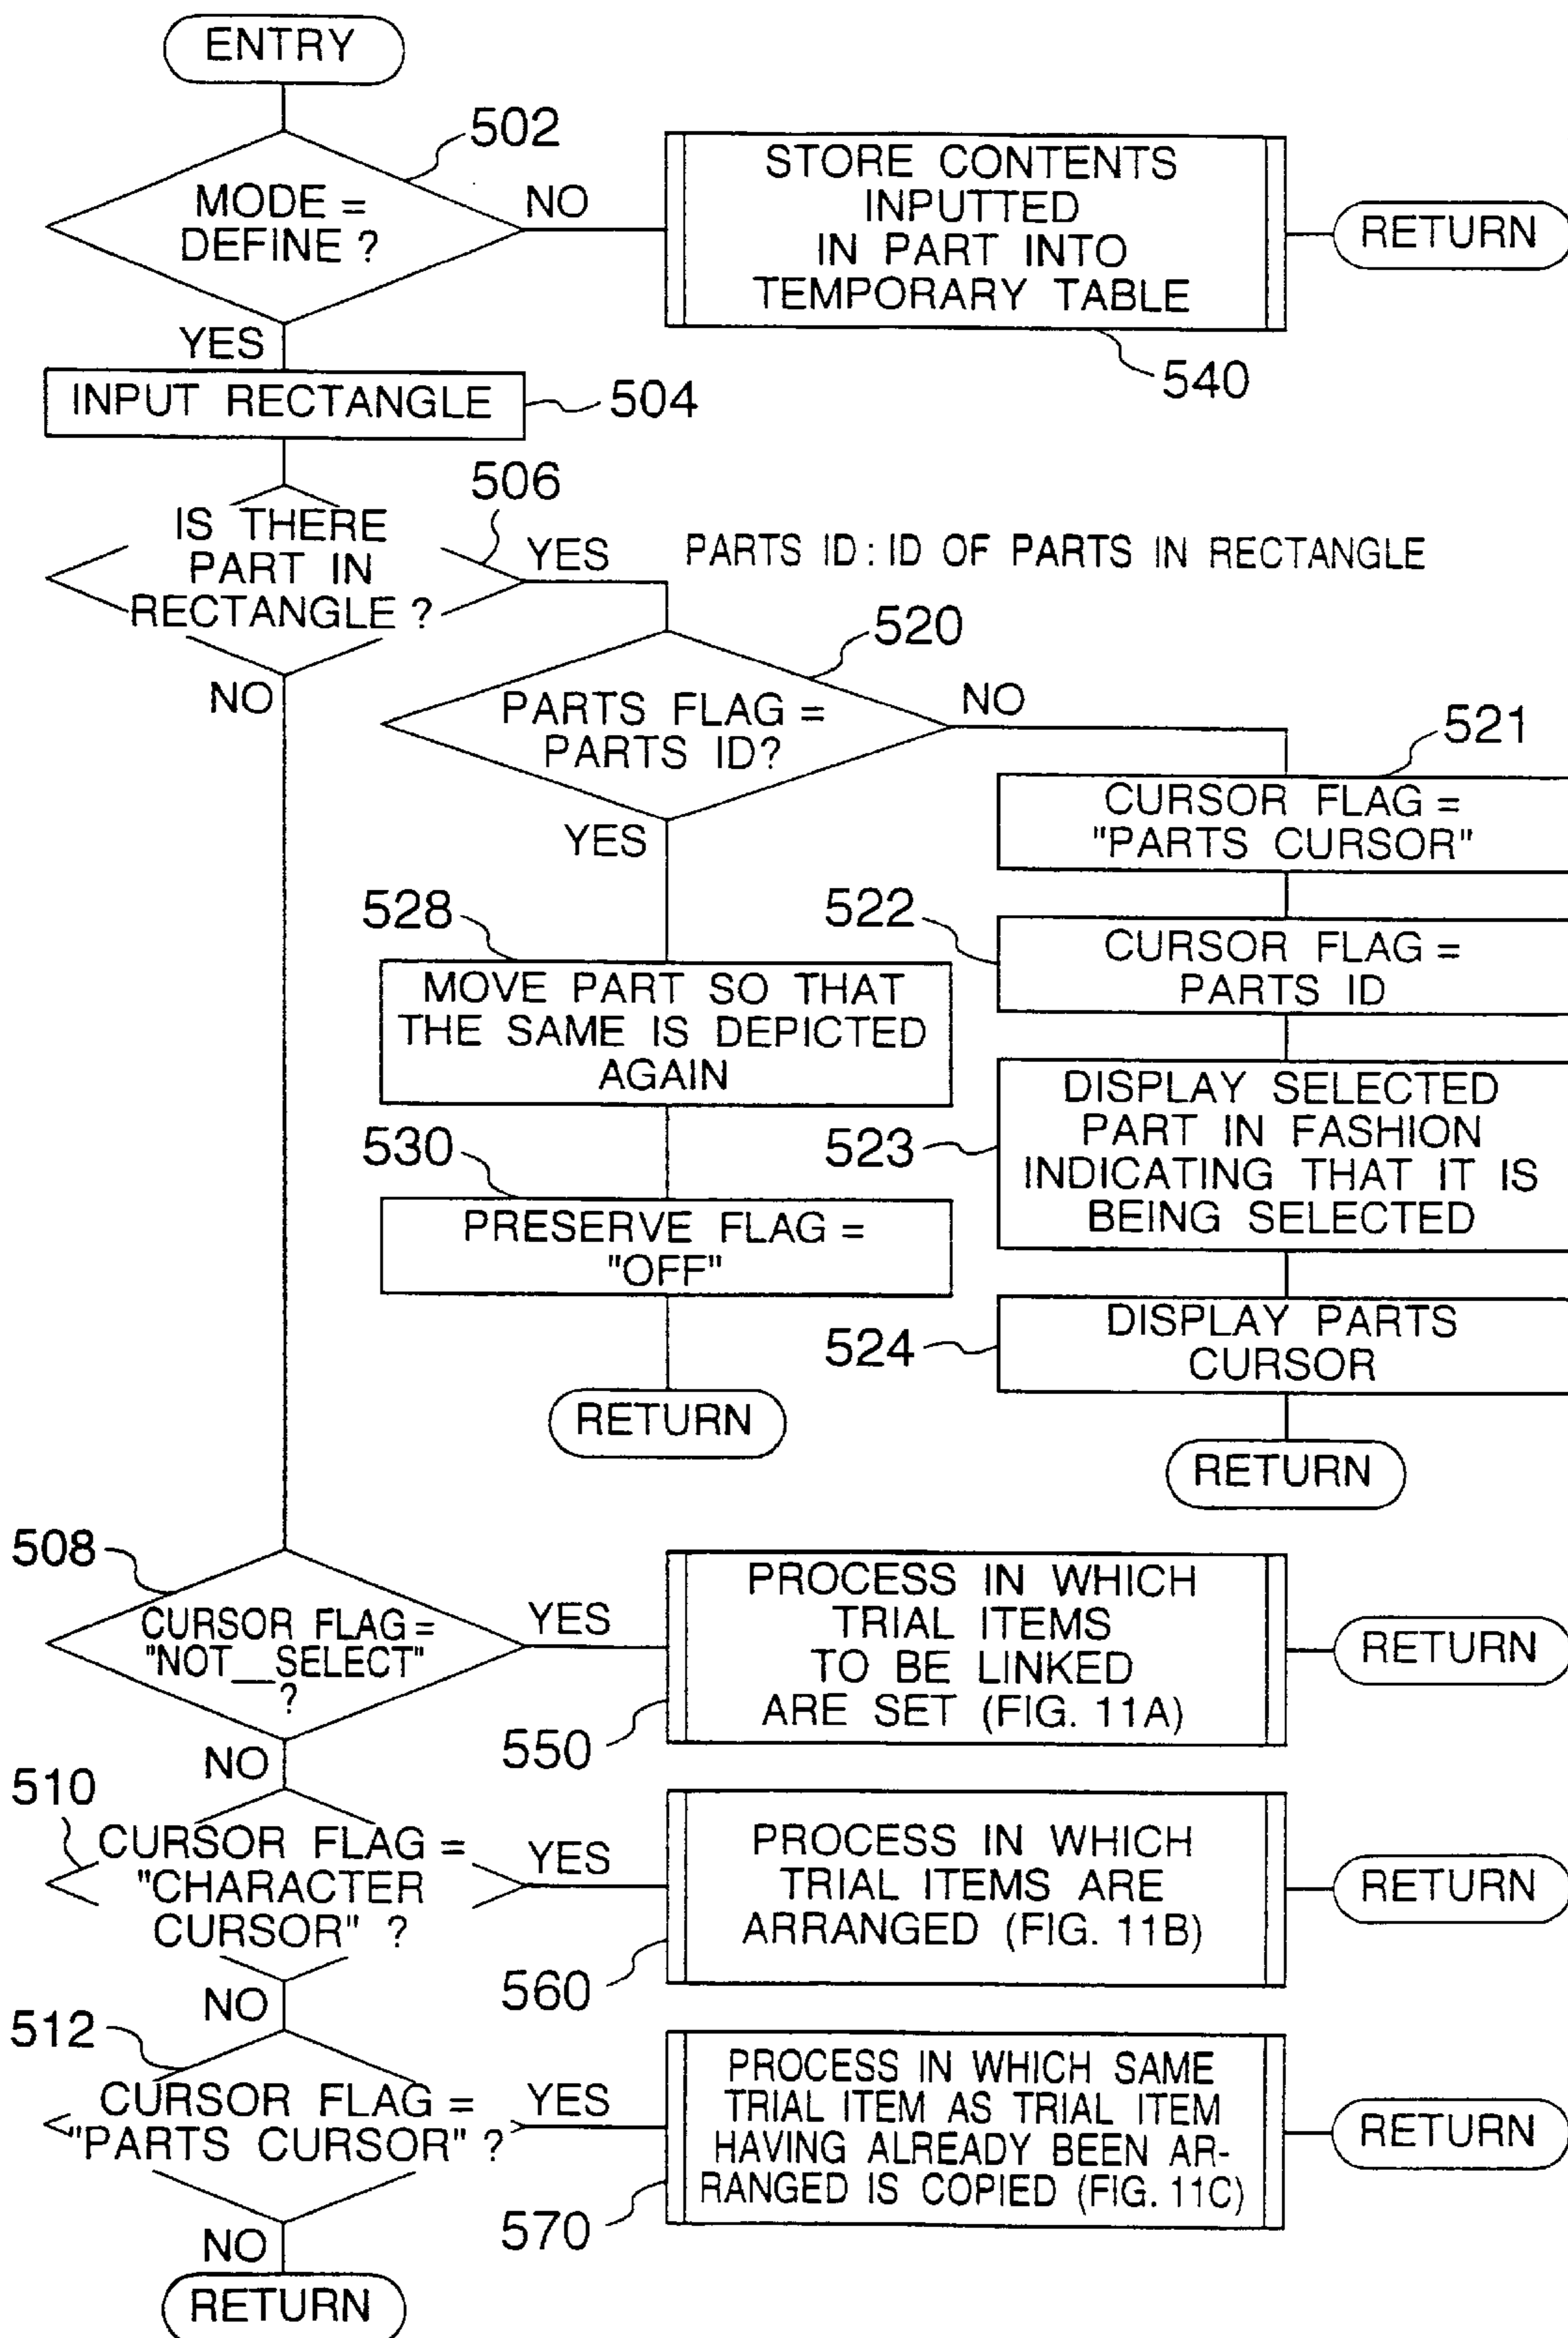 ENTRY
502
MODE =
DEFINE ?
NO
STORE CONTENTS
INPUTTED
IN PART INTO
TEMPORARY TABLE
RETURN
540
YES
INPUT RECTANGLE
504
506
IS THERE
PART IN
RECTANGLE ?
YES
PARTS ID : ID OF PARTS IN RECTANGLE
NO
520
PARTS FLAG =
PARTS ID?
NO
YES
521
CURSOR FLAG =
"PARTS CURSOR"
522
CURSOR FLAG =
PARTS ID
523
DISPLAY SELECTED
PART IN FASHION
INDICATING THAT IT IS
BEING SELECTED
524
DISPLAY PARTS
CURSOR
RETURN
528
MOVE PART SO THAT
THE SAME IS DEPICTED
AGAIN
530
PRESERVE FLAG =
"OFF"
RETURN
508
CURSOR FLAG =
"NOT__SELECT"
?
YES
PROCESS IN WHICH
TRIAL ITEMS
TO BE LINKED
ARE SET (FIG. 11A)
550
RETURN
NO
510
CURSOR FLAG =
"CHARACTER
CURSOR" ?
YES
PROCESS IN WHICH
TRIAL ITEMS ARE
ARRANGED (FIG. 11B)
560
RETURN
NO
512
CURSOR FLAG =
"PARTS CURSOR" ?
YES
PROCESS IN WHICH SAME
TRIAL ITEM AS TRIAL ITEM
HAVING ALREADY BEEN AR-
RANGED IS COPIED (FIG. 11C)
570
RETURN
NO
RETURN